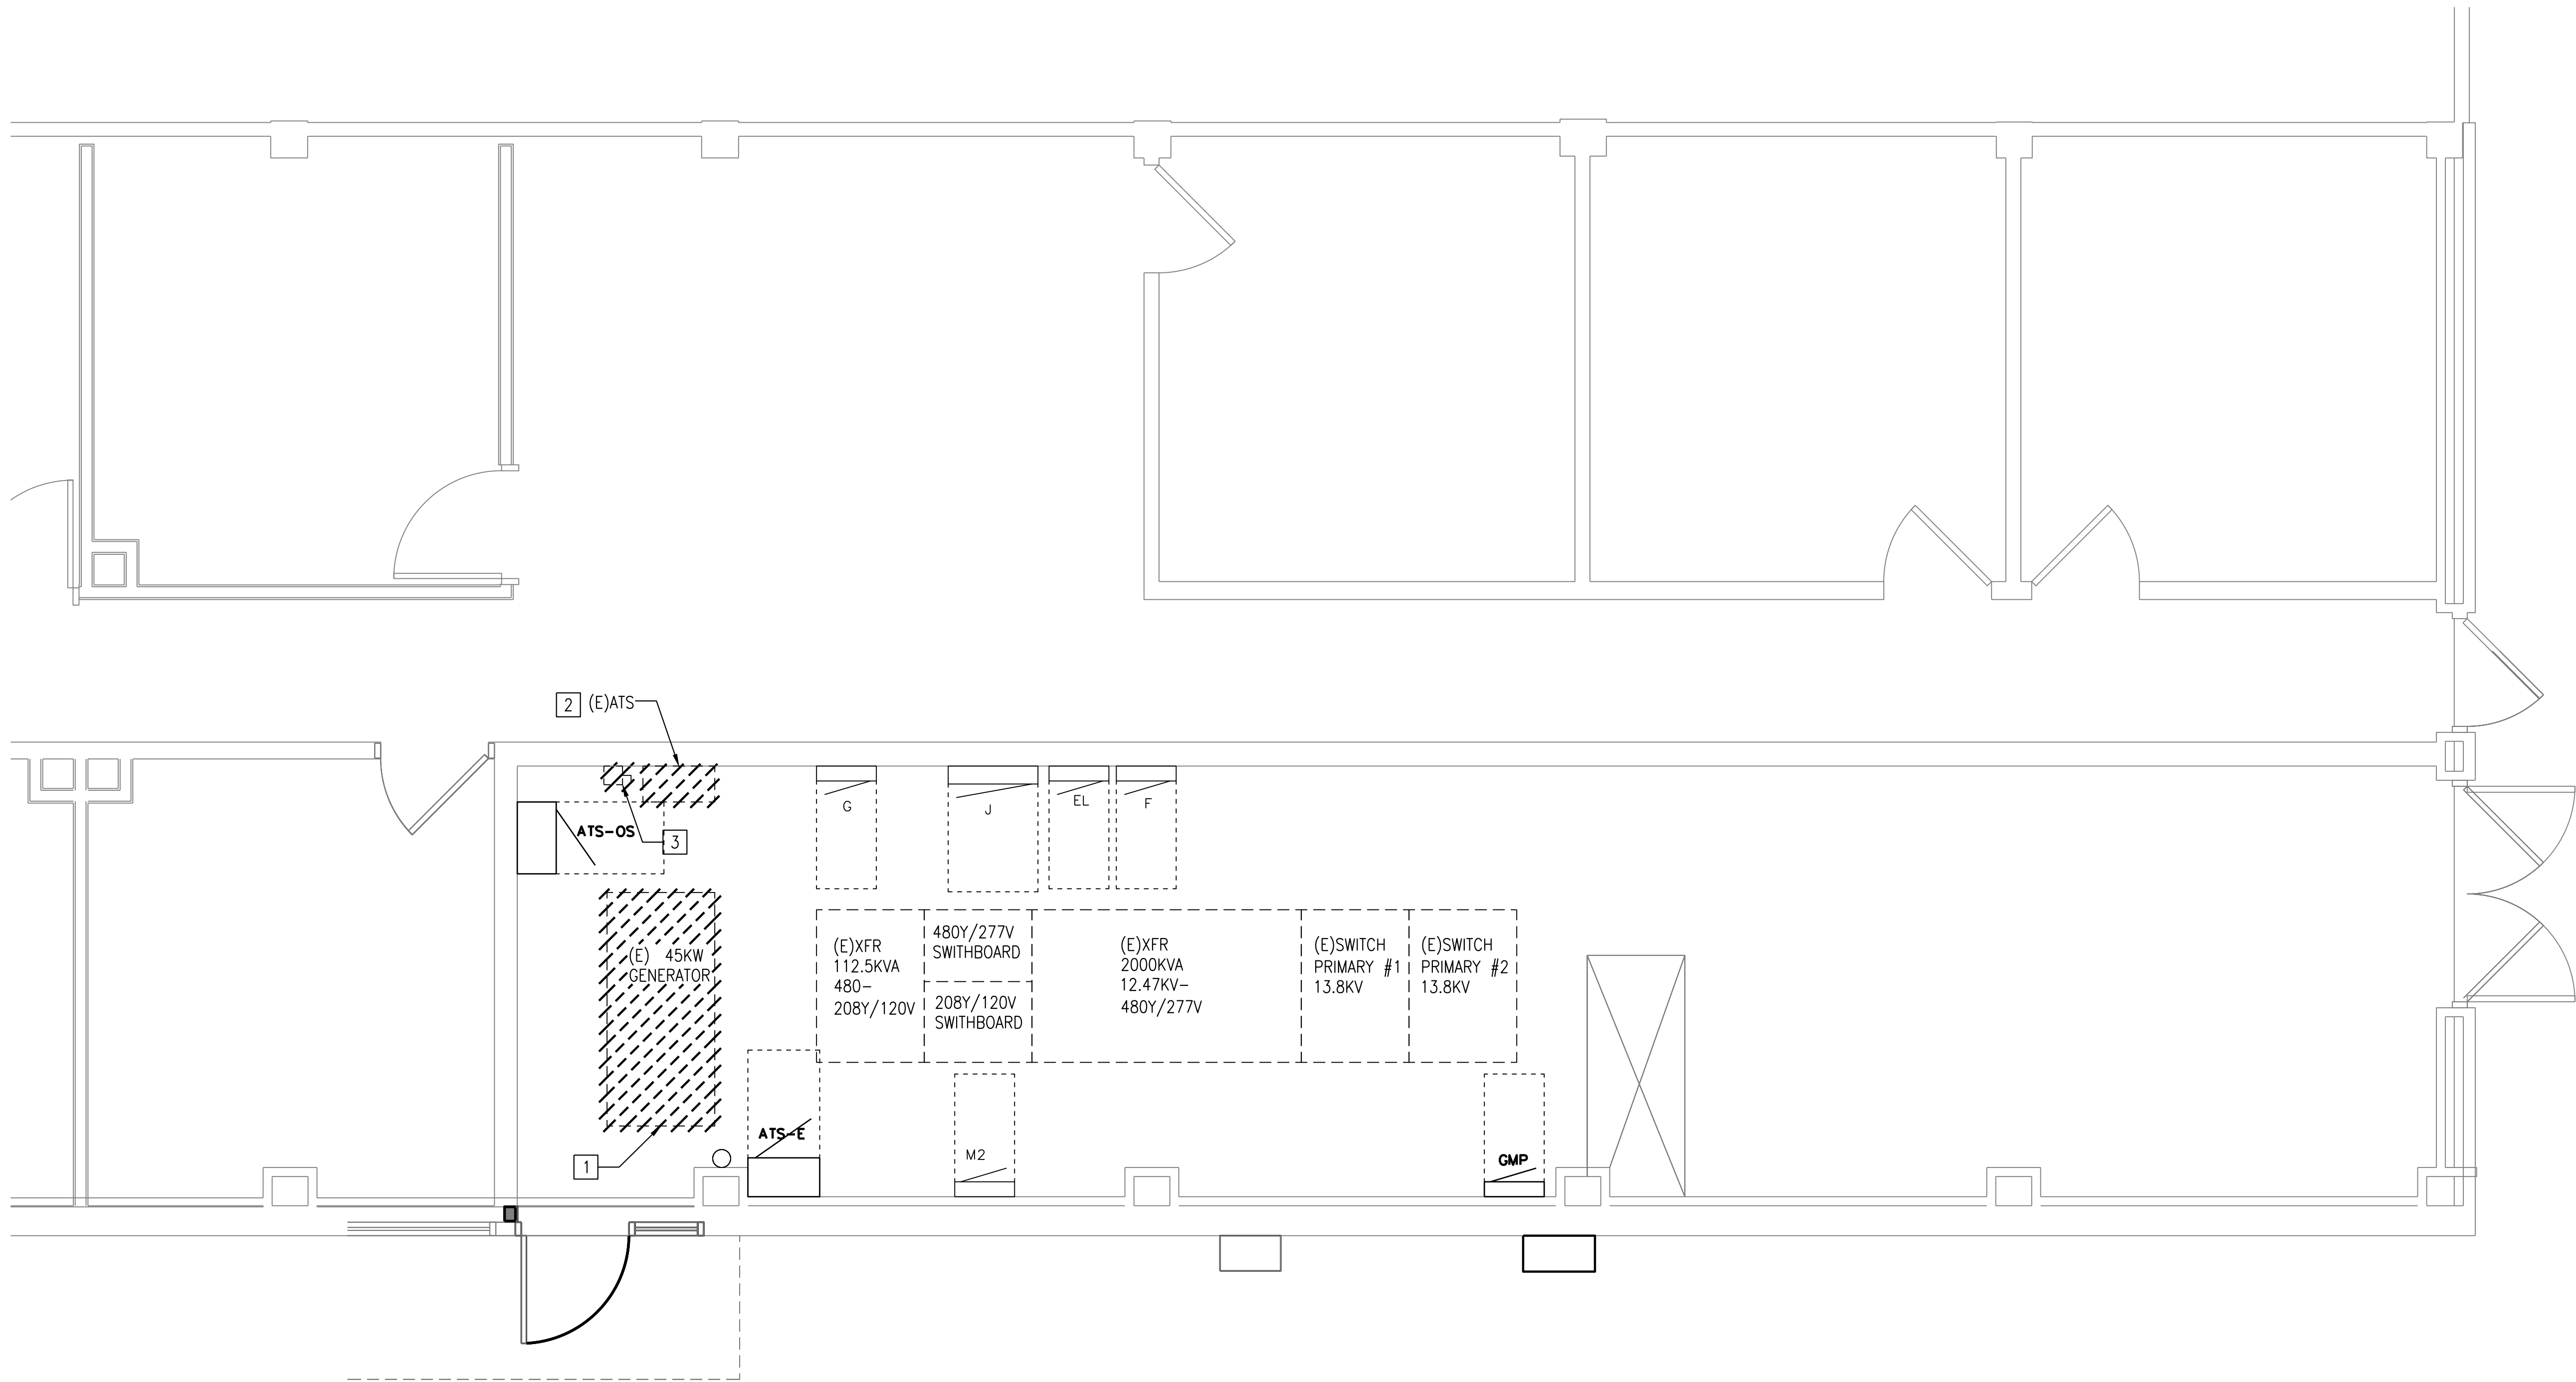 2 (E)ATS
ATS-OS
3
G
J
EL
F
(E) 45KW
GENERATOR
(E)XFR
112.5KVA
480-
208Y/120V
480Y/277V
SWITHBOARD
208Y/120V
SWITHBOARD
(E)XFR
2000KVA
12.47KV-
480Y/277V
(E)SWITCH
PRIMARY #1
13.8KV
(E)SWITCH
PRIMARY #2
13.8KV
1
ATS-E
M2
GMP